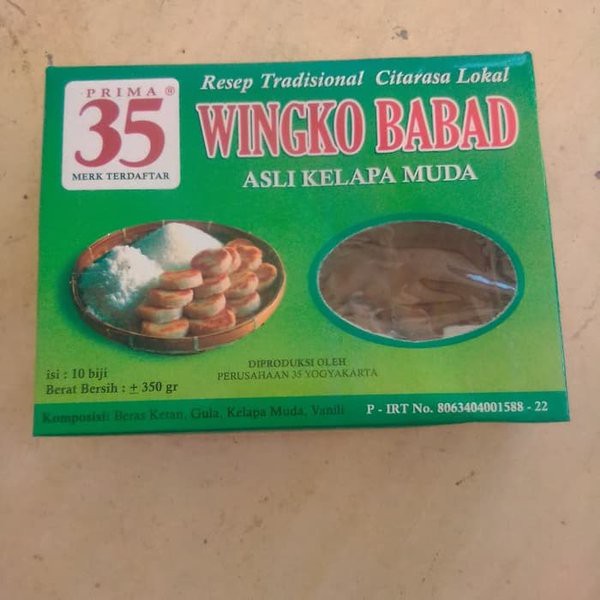 PRIMA ®
35
MERK TERDAFTAR
Resep Tradisional Citarasa Lokal
WINGKO BABAD
ASLI KELAPA MUDA
isi : 10 biji
Berat Bersih : ± 350 gr
DIPRODUKSI OLEH
PERUSAHAAN 35 YOGYAKARTA
Komposisi: Beras Ketan, Gula, Kelapa Muda, Vanili
P - IRT No. 8063404001588 - 22